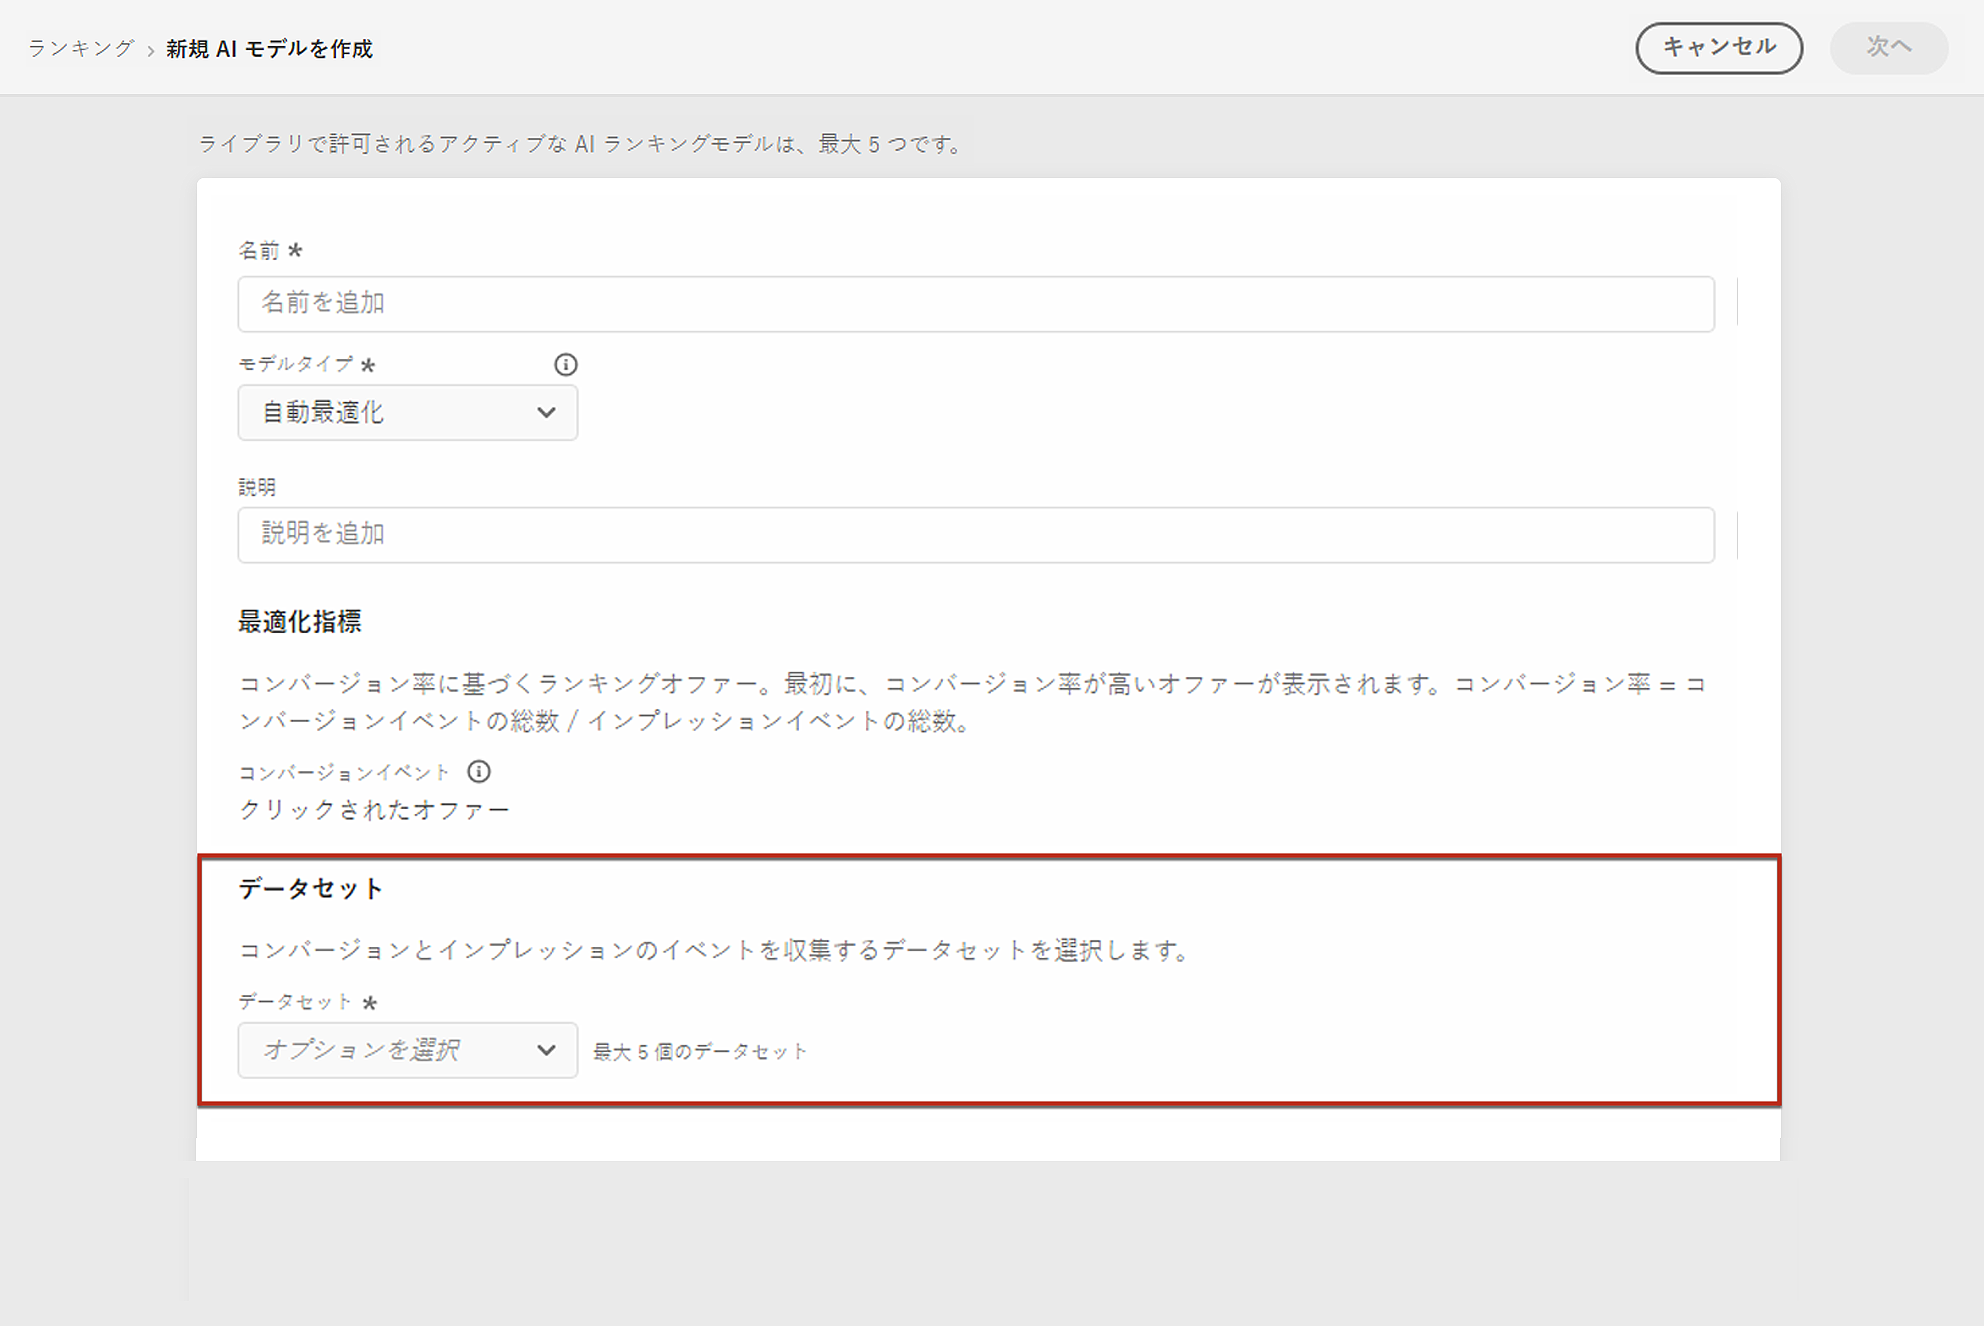 ランキング › 新規 AI モデルを作成
キャンセル
次へ
ライブラリで許可されるアクティブな AI ランキングモデルは、最大 5 つです。
名前 *
名前を追加
モデルタイプ *
自動最適化
説明
説明を追加
最適化指標
コンバージョン率に基づくランキングオファー。最初に、コンバージョン率が高いオファーが表示されます。コンバージョン率 = コ
ンバージョンイベントの総数 / インプレッションイベントの総数。
コンバージョンイベント
クリックされたオファー
データセット
コンバージョンとインプレッションのイベントを収集するデータセットを選択します。
データセット *
オプションを選択
最大 5 個のデータセット